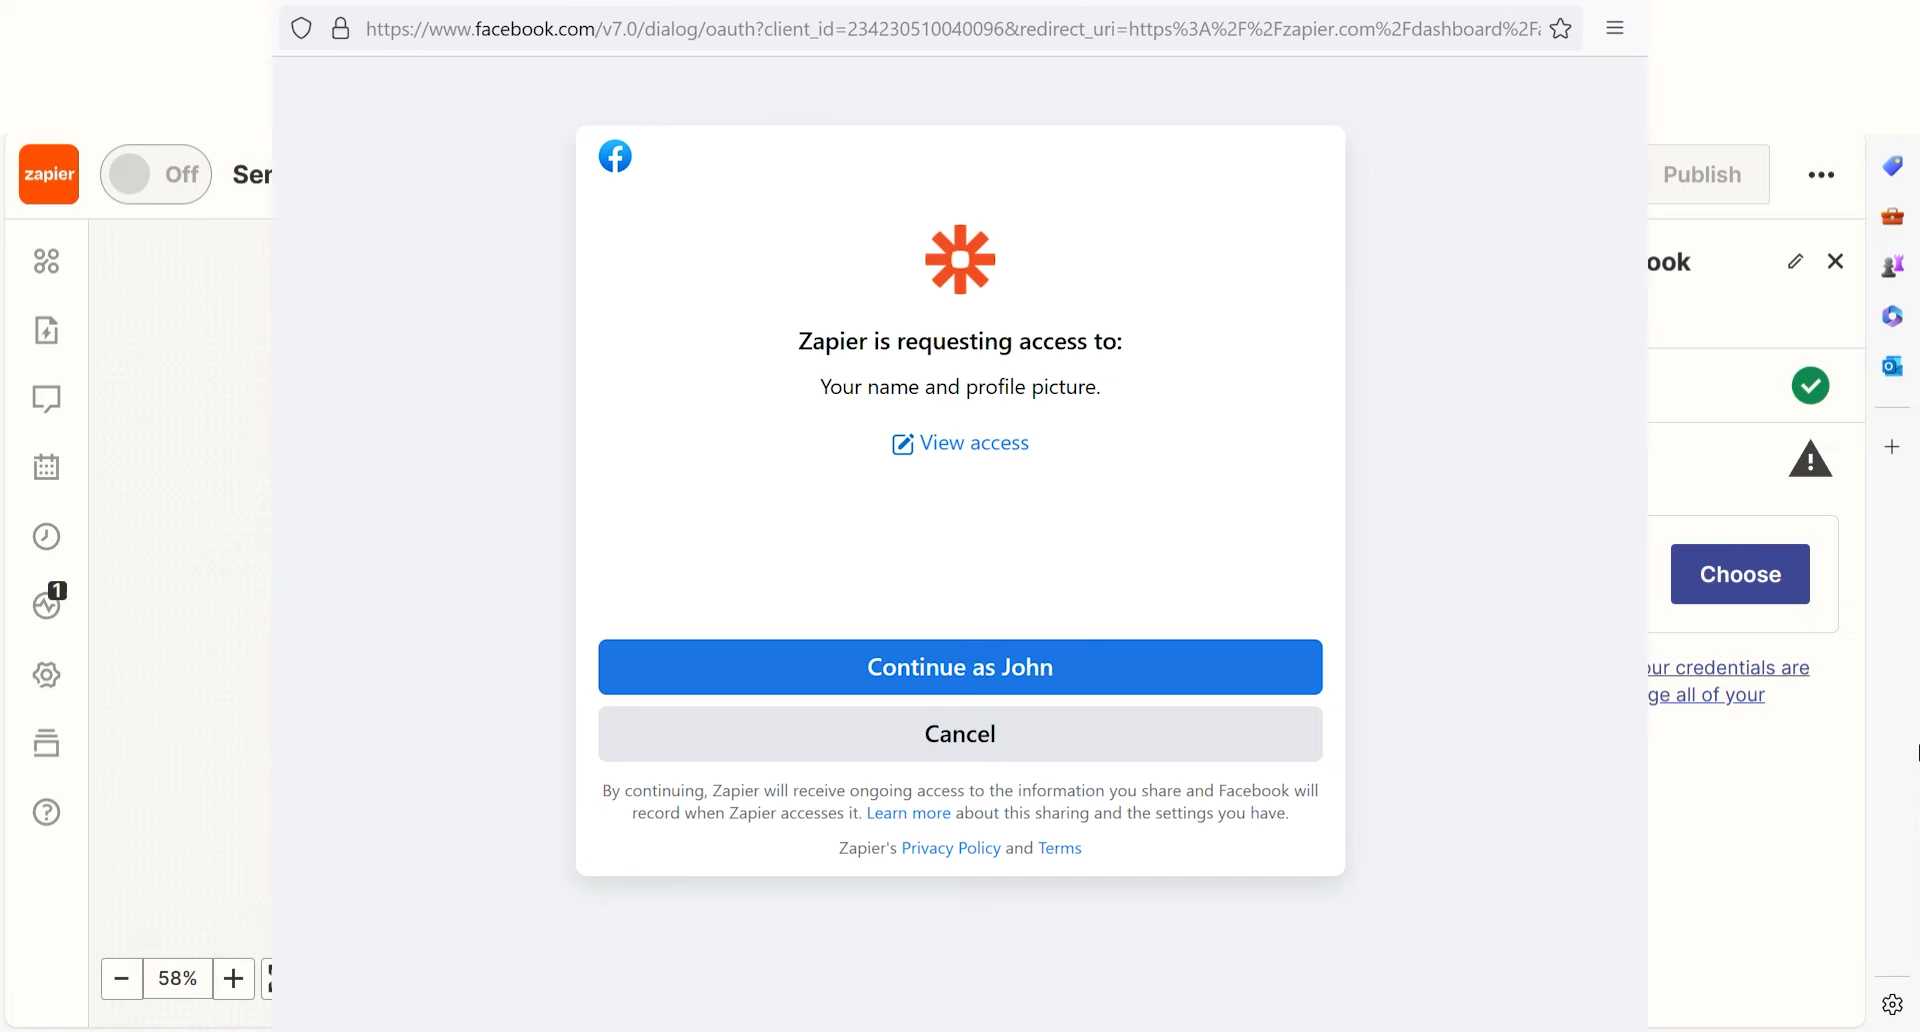 https://www.facebook.com/v7.0/dialog/oauth?client_id=234230510040096&redirect_uri=https%3A%2F%2Fzapier.com%2Fdashboard%2F
zapier
Off
Ser
Publish
ook
Zapier is requesting access to:
Your name and profile picture.
View access
Choose
1
Continue as John
ur credentials are
ge all of your
Cancel
By continuing, Zapier will receive ongoing access to the information you share and Facebook will
record when Zapier accesses it. Learn more about this sharing and the settings you have.
Zapier's Privacy Policy and Terms
58%